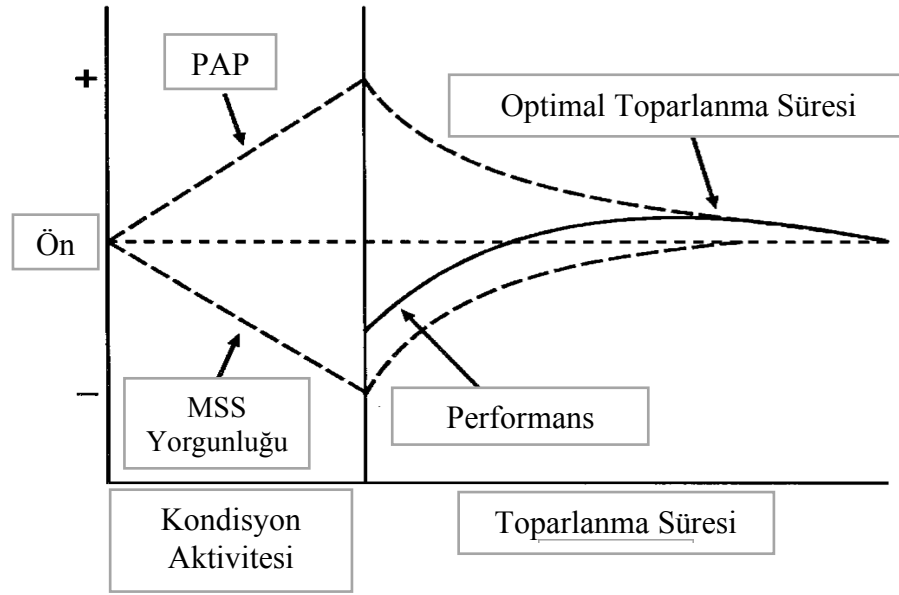 PAP
+
Optimal Toparlanma Süresi
Ön
−
MSS
Yorgunluğu
Performans
Kondisyon
Aktivitesi
Toparlanma Süresi